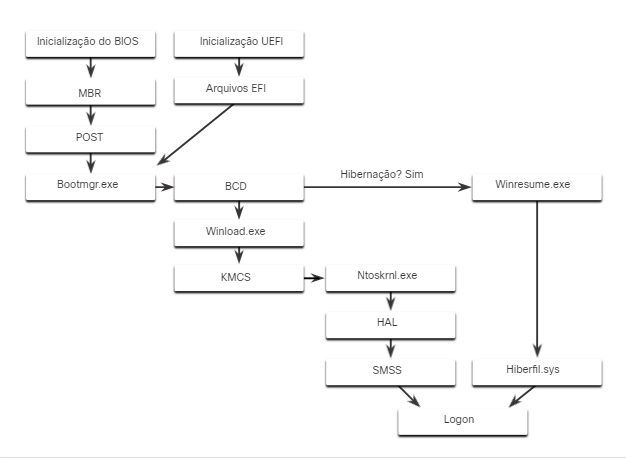 Inicialização do BIOS
Inicialização UEFI
MBR
Arquivos EFI
POST
Bootmgr.exe
BCD
Hibernação? Sim
Winresume.exe
Winload.exe
KMCS
Ntoskrnl.exe
HAL
SMSS
Hiberfil.sys
Logon